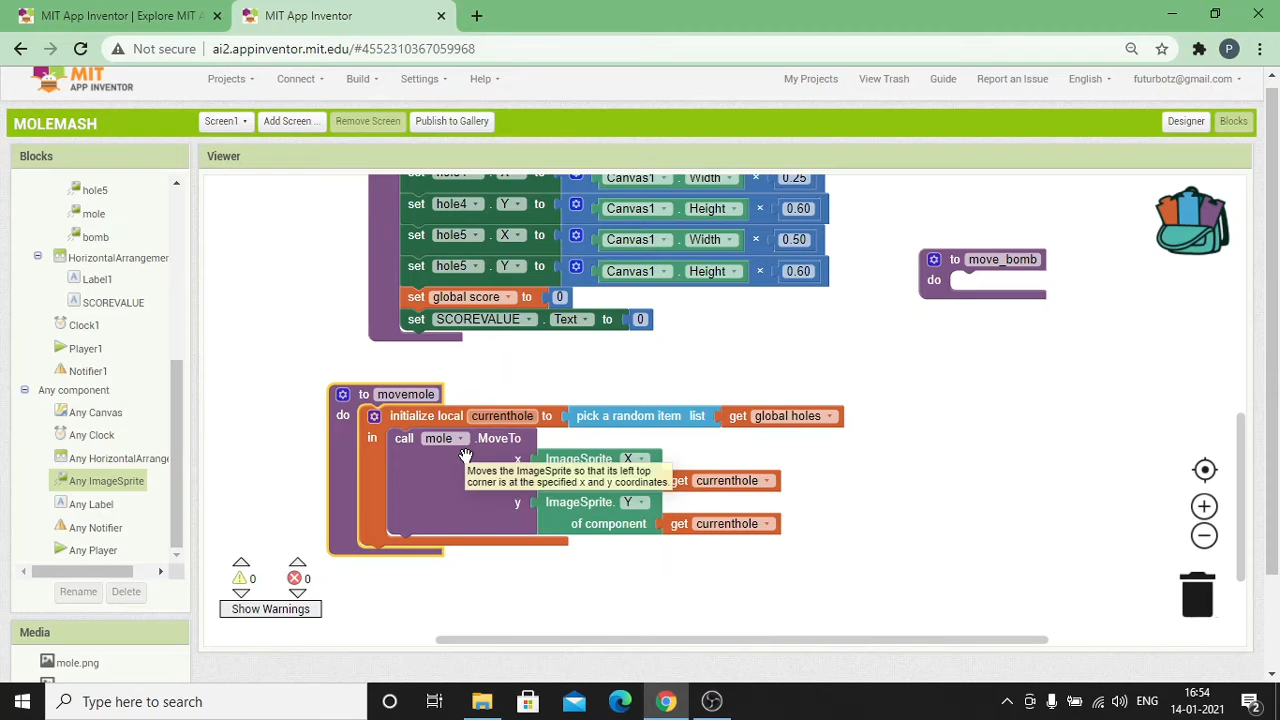 MIT App Inventor | Explore MIT A
MIT App Inventor
Not secure
ai2.appinventor.mit.edu/#4552310367059968
P
MIT
APP INVENTOR
Projects
Connect
Build
Settings
Help
My Projects
View Trash
Guide
Report an Issue
English
futurbotz@gmail.com
MOLEMASH
Screen1
Add Screen ...
Remove Screen
Publish to Gallery
Designer
Blocks
Blocks
hole5
mole
bomb
HorizontalArrangemen
Label1
SCOREVALUE
Clock1
Player1
Notifier1
Any component
Any Canvas
Any Clock
Any HorizontalArrange
Any ImageSprite
Any Label
Any Notifier
Any Player
Rename
Delete
Media
mole.png
Viewer
Canvas1 . Width × 0.25
set hole4 . Y to Canvas1 . Height × 0.60
set hole5 . X to Canvas1 . Width × 0.50
set hole5 . Y to Canvas1 . Height × 0.60
set global score to 0
set SCOREVALUE . Text to 0
to move_bomb
do
to movemole
do initialize local currenthole to pick a random item list get global holes
in call mole .MoveTo
x ImageSprite. X
Moves the ImageSprite so that its left top
corner is at the specified x and y coordinates.
get currenthole
y ImageSprite. Y
of component get currenthole
0
0
Show Warnings
Type here to search
ENG
16:54
14-01-2021
2